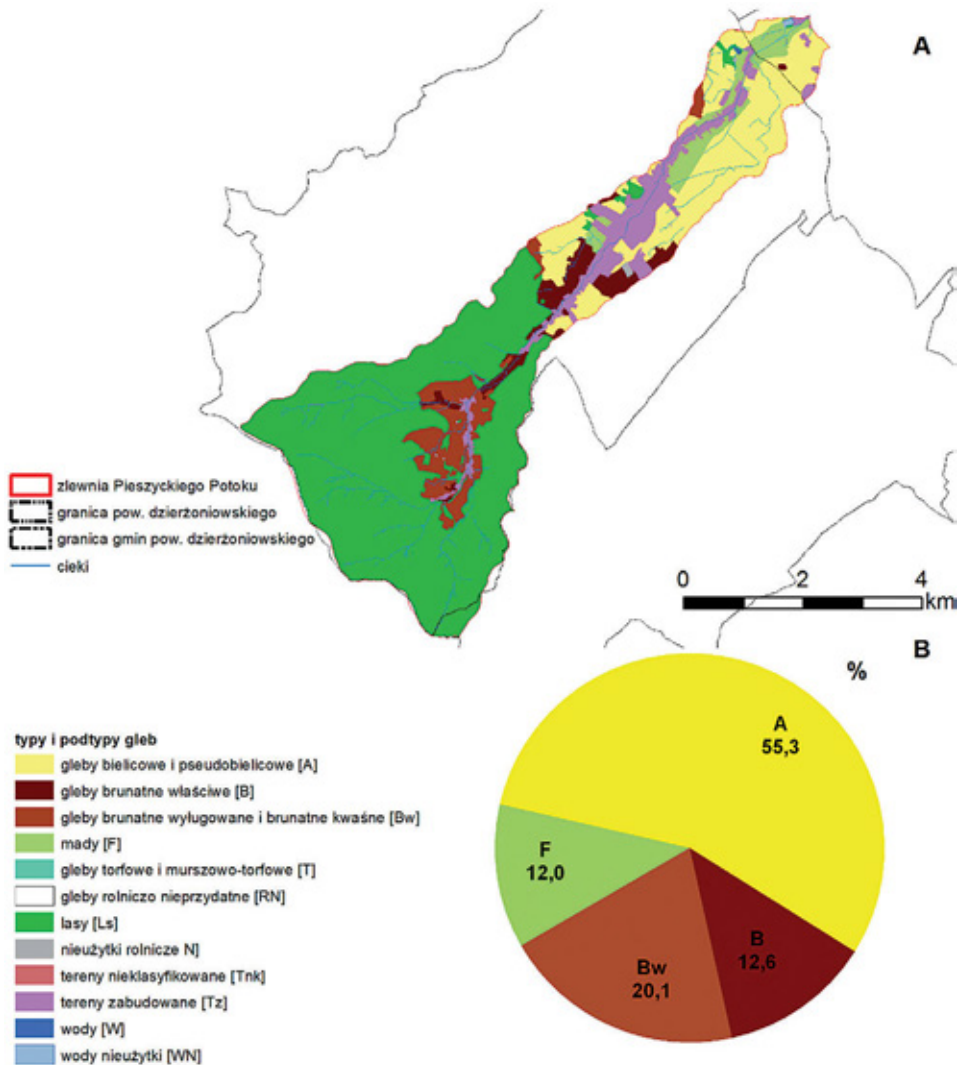 A
zlewnia Pieszyckiego Potoku
granica pow. dzierżoniowskiego
granica gmin pow. dzierżoniowskiego
cieki
0 2 4
km
B
%
typy i podtypy gleb
gleby bielicowe i pseudobielicowe [A]
gleby brunatne właściwe [B]
gleby brunatne wyługowane i brunatne kwaśne [Bw]
mady [F]
gleby torfowe i murszowo-torfowe [T]
gleby rolniczo nieprzydatne [RN]
lasy [Ls]
nieużytki rolnicze N]
tereny nieklasyfikowane [Tnk]
tereny zabudowane [Tz]
wody [W]
wody nieużytki [WN]
A
55,3
F
12,0
B
12,6
Bw
20,1